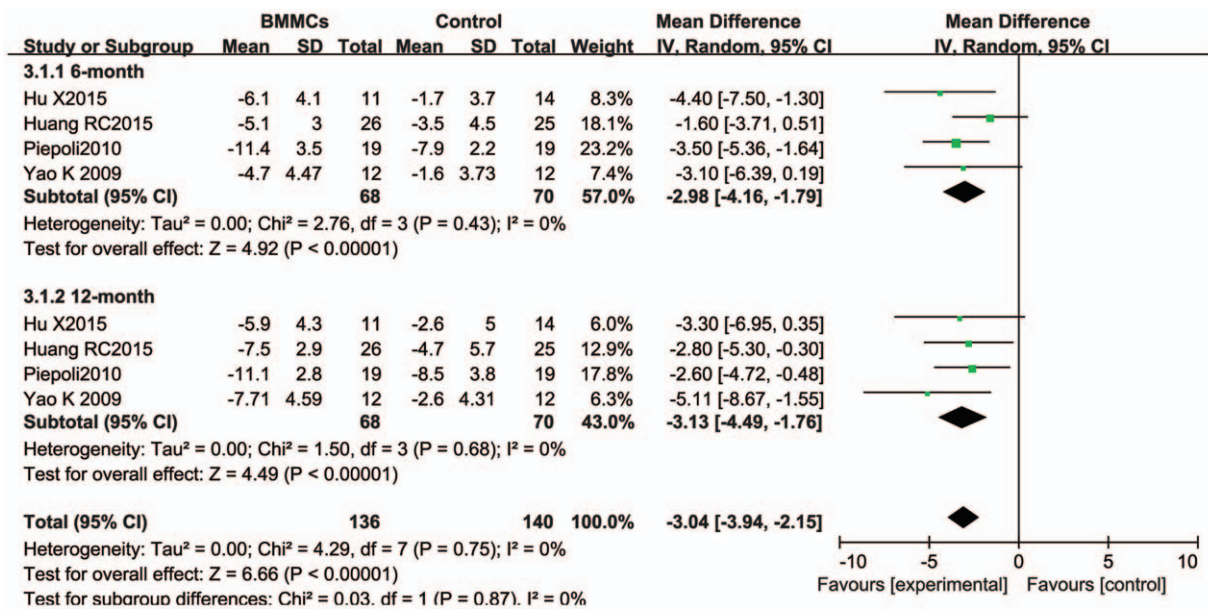 BMMCs Control Mean Difference Mean Difference
Study or Subgroup Mean SD Total Mean SD Total Weight IV, Random, 95% CI IV, Random, 95% CI
3.1.1 6-month
Hu X2015 -6.1 4.1 11 -1.7 3.7 14 8.3% -4.40 [-7.50, -1.30]
Huang RC2015 -5.1 3 26 -3.5 4.5 25 18.1% -1.60 [-3.71, 0.51]
Piepoli2010 -11.4 3.5 19 -7.9 2.2 19 23.2% -3.50 [-5.36, -1.64]
Yao K 2009 -4.7 4.47 12 -1.6 3.73 12 7.4% -3.10 [-6.39, 0.19]
Subtotal (95% CI) 68 70 57.0% -2.98 [-4.16, -1.79]
Heterogeneity: Tau² = 0.00; Chi² = 2.76, df = 3 (P = 0.43); I² = 0%
Test for overall effect: Z = 4.92 (P < 0.00001)
3.1.2 12-month
Hu X2015 -5.9 4.3 11 -2.6 5 14 6.0% -3.30 [-6.95, 0.35]
Huang RC2015 -7.5 2.9 26 -4.7 5.7 25 12.9% -2.80 [-5.30, -0.30]
Piepoli2010 -11.1 2.8 19 -8.5 3.8 19 17.8% -2.60 [-4.72, -0.48]
Yao K 2009 -7.71 4.59 12 -2.6 4.31 12 6.3% -5.11 [-8.67, -1.55]
Subtotal (95% CI) 68 70 43.0% -3.13 [-4.49, -1.76]
Heterogeneity: Tau² = 0.00; Chi² = 1.50, df = 3 (P = 0.68); I² = 0%
Test for overall effect: Z = 4.49 (P < 0.00001)
Total (95% CI) 136 140 100.0% -3.04 [-3.94, -2.15]
Heterogeneity: Tau² = 0.00; Chi² = 4.29, df = 7 (P = 0.75); I² = 0%
Test for overall effect: Z = 6.66 (P < 0.00001)
Test for subgroup differences: Chi² = 0.03, df = 1 (P = 0.87), I² = 0%
-10 -5 0 5 10
Favours [experimental] Favours [control]